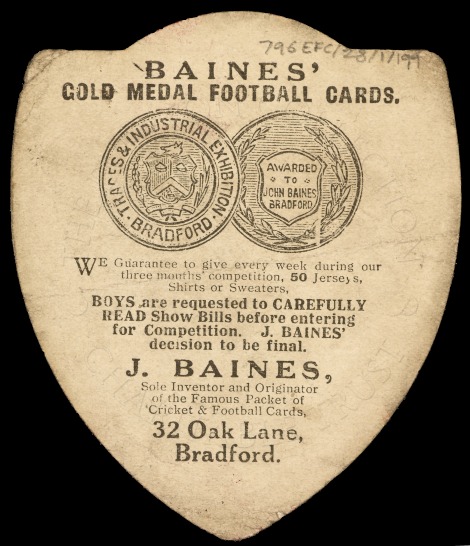 796 EFC/28/1/199
BAINES'
GOLD MEDAL FOOTBALL CARDS.
TRADES & INDUSTRIAL EXHIBITION
· BRADFORD ·
AWARDED
TO
JOHN BAINES
BRADFORD
WE Guarantee to give every week during our
three months' competition, 50 Jerseys,
Shirts or Sweaters,
BOYS are requested to CAREFULLY
READ Show Bills before entering
for Competition. J. BAINES'
decision to be final.
J. BAINES,
Sole Inventor and Originator
of the Famous Packet of
Cricket & Football Cards,
32 Oak Lane,
Bradford.